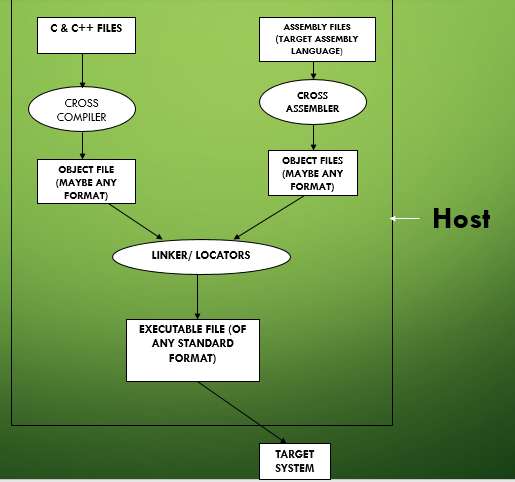 C & C++ FILES
ASSEMBLY FILES
(TARGET ASSEMBLY
LANGUAGE)
CROSS
COMPILER
CROSS
ASSEMBLER
OBJECT FILE
(MAYBE ANY
FORMAT)
OBJECT FILES
(MAYBE ANY
FORMAT)
Host
LINKER/ LOCATORS
EXECUTABLE FILE (OF
ANY STANDARD
FORMAT)
TARGET
SYSTEM